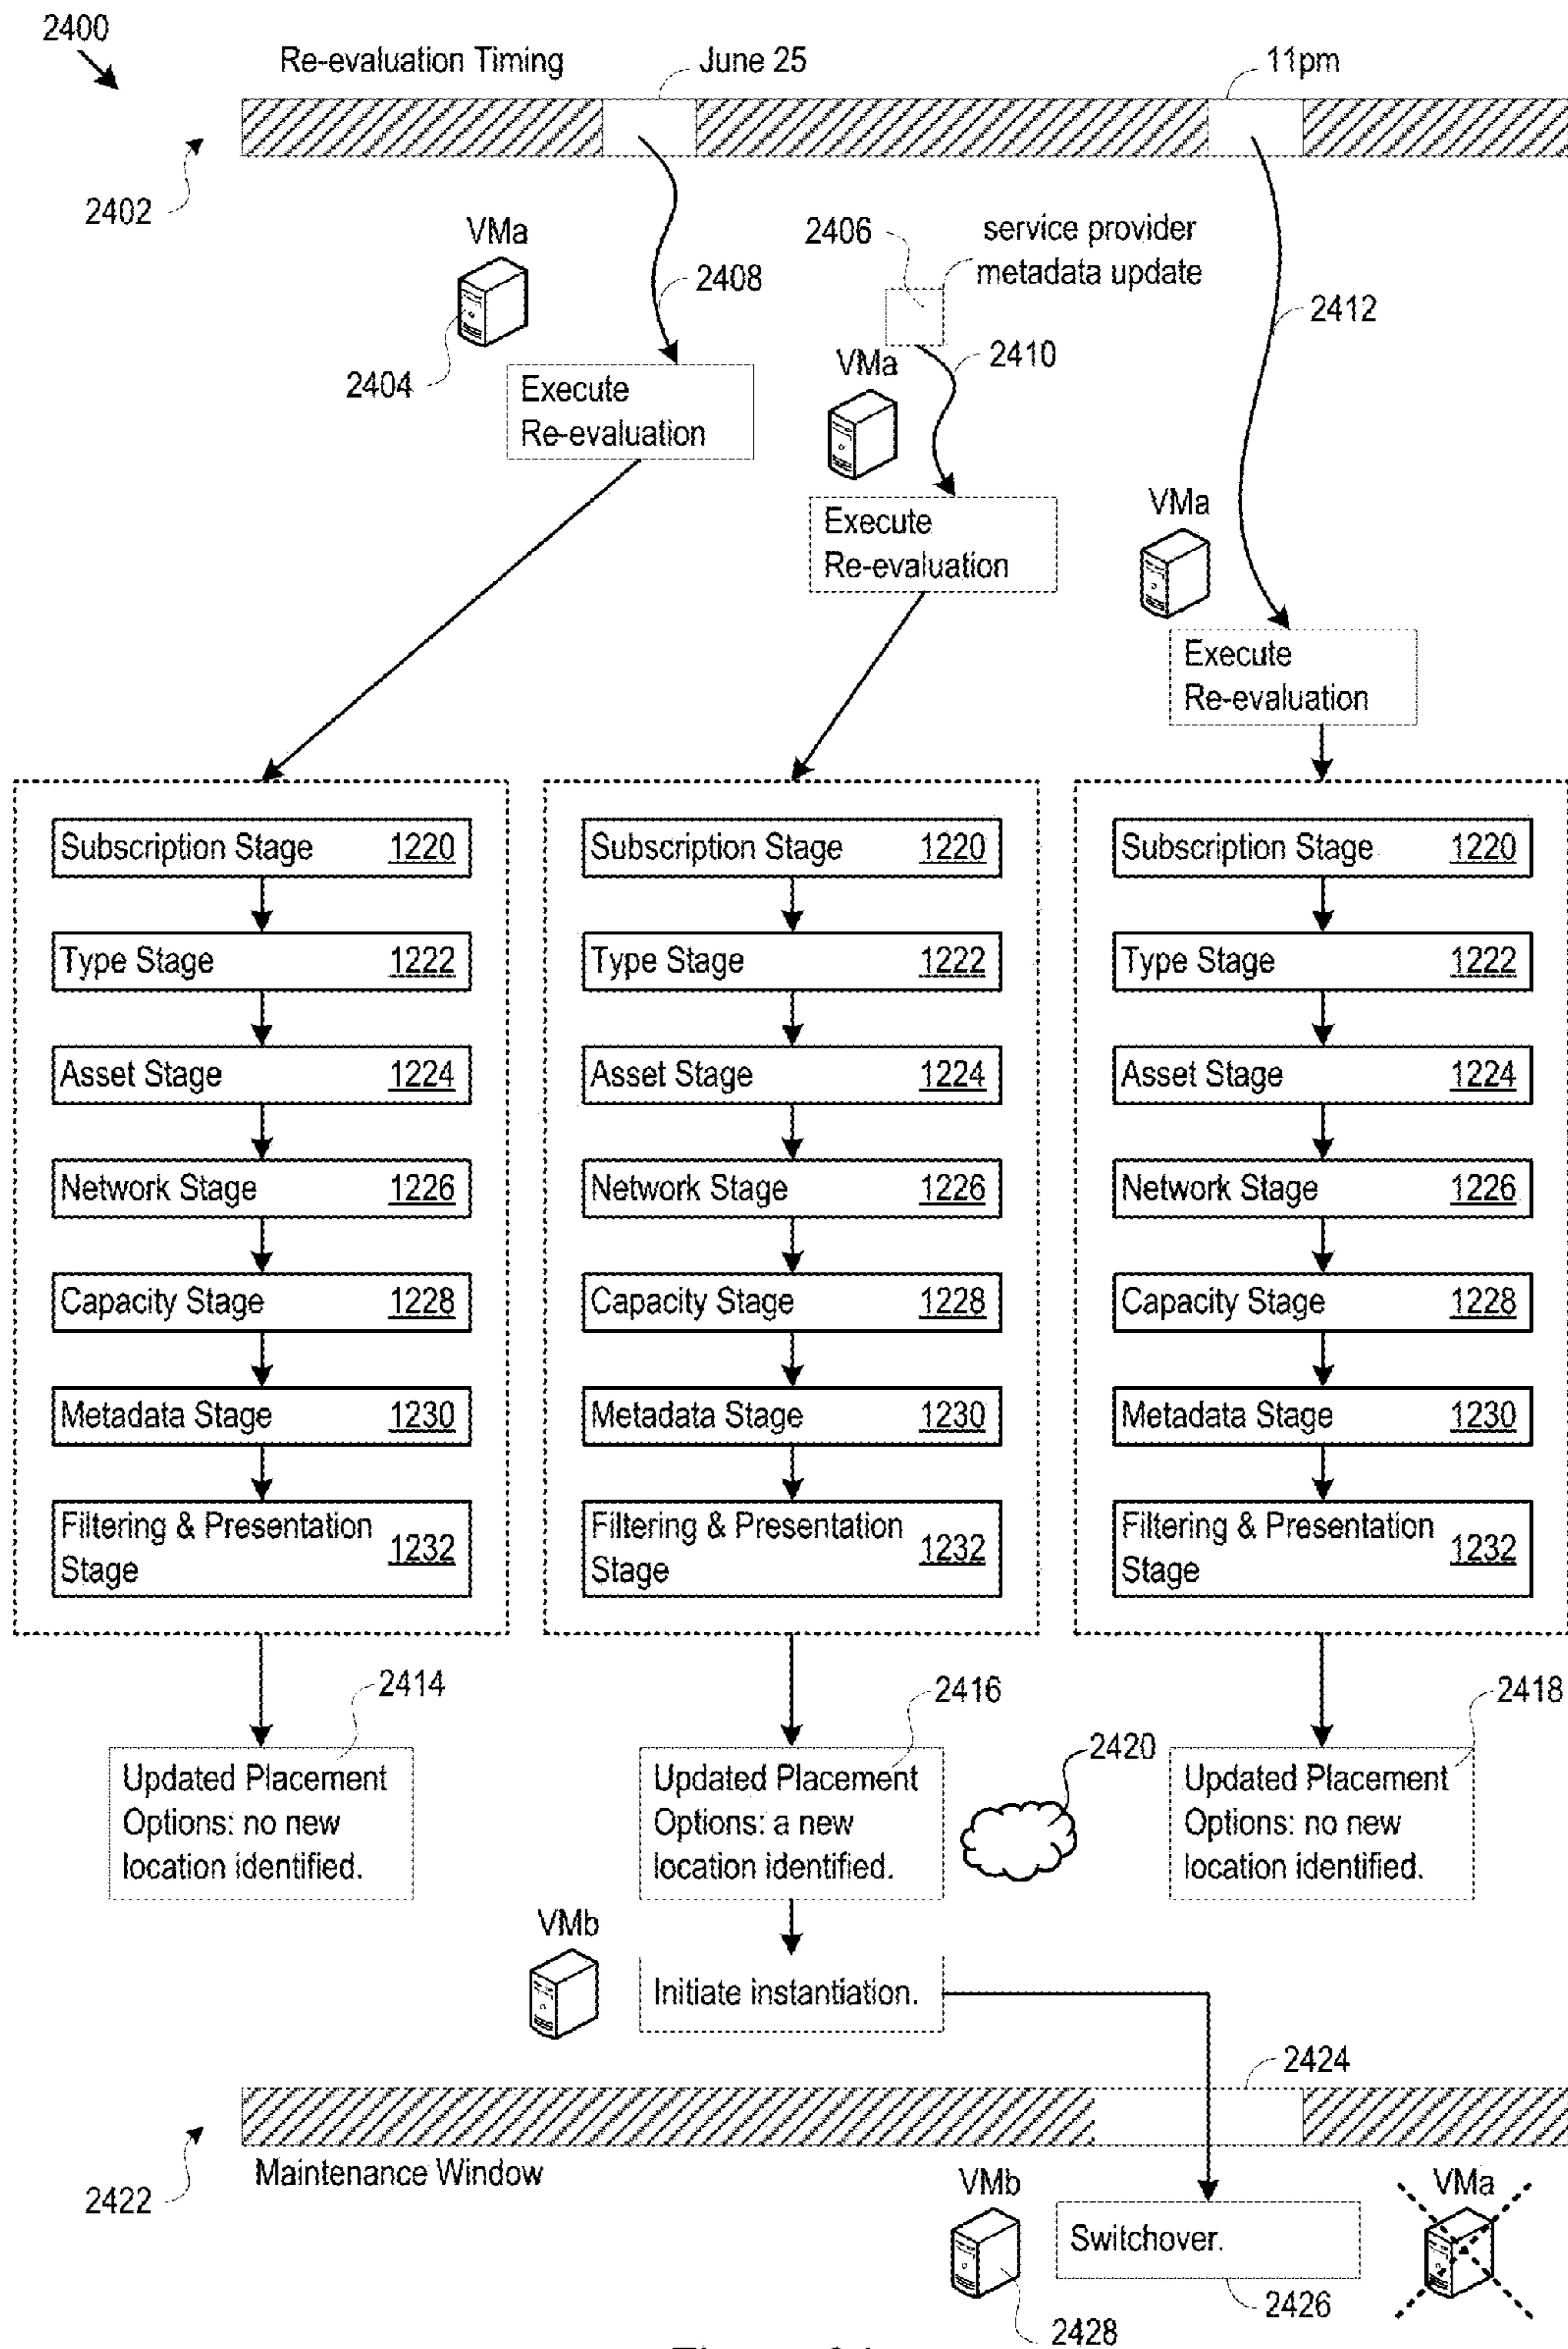 2400
Re-evaluation Timing
June 25
11pm
2402
VMa
2404
2408
Execute
Re-evaluation
2406
service provider
metadata update
VMa
2410
Execute
Re-evaluation
2412
VMa
Execute
Re-evaluation
Subscription Stage 1220
Type Stage 1222
Asset Stage 1224
Network Stage 1226
Capacity Stage 1228
Metadata Stage 1230
Filtering & Presentation
Stage 1232
Subscription Stage 1220
Type Stage 1222
Asset Stage 1224
Network Stage 1226
Capacity Stage 1228
Metadata Stage 1230
Filtering & Presentation
Stage 1232
Subscription Stage 1220
Type Stage 1222
Asset Stage 1224
Network Stage 1226
Capacity Stage 1228
Metadata Stage 1230
Filtering & Presentation
Stage 1232
2414
Updated Placement
Options: no new
location identified.
2416
Updated Placement
Options: a new
location identified.
2420
2418
Updated Placement
Options: no new
location identified.
VMb
Initiate instantiation.
2424
2422
Maintenance Window
VMb
2428
Switchover.
2426
VMa